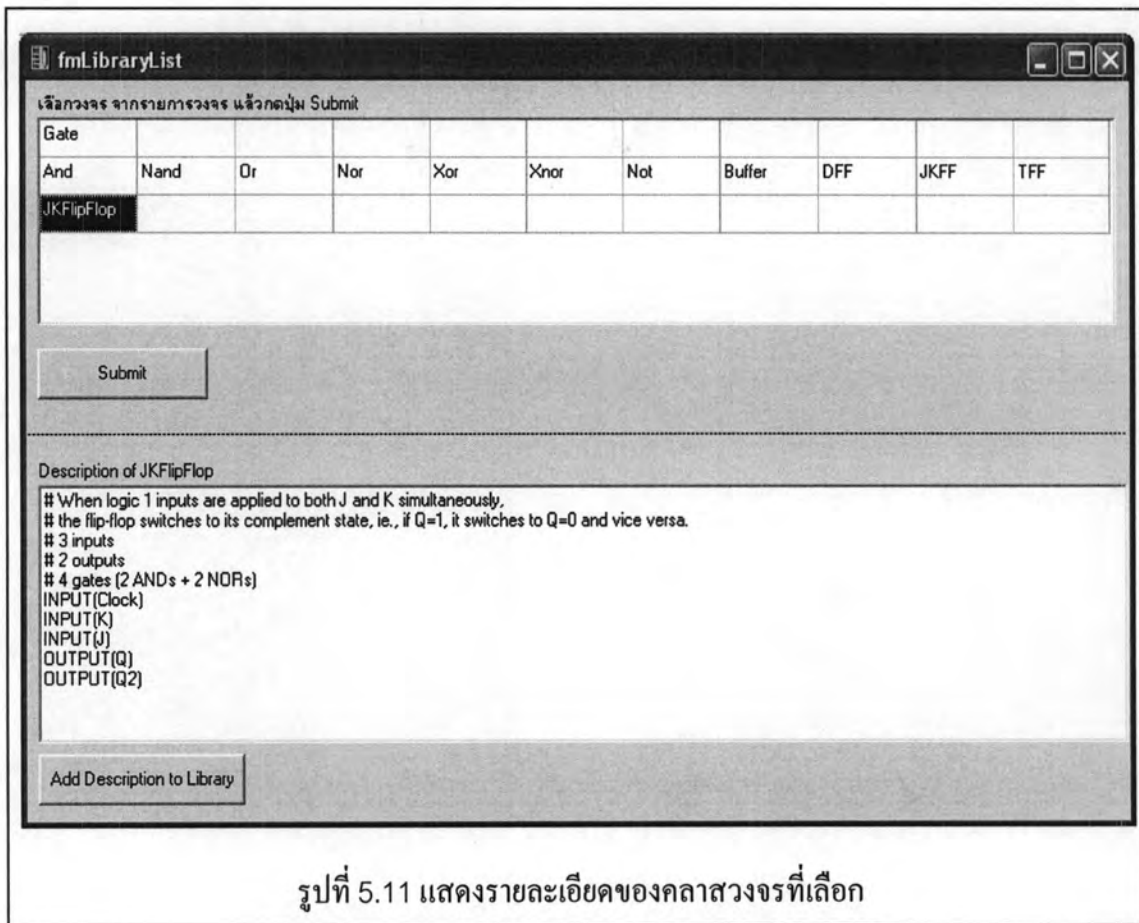 fmLibraryList
เลือกวงจร จากรายการวงจร แล้วกดปุ่ม Submit
Gate
And Nand Or Nor Xor Xnor Not Buffer DFF JKFF TFF
JKFlipFlop
Submit
Description of JKFlipFlop
# When logic 1 inputs are applied to both J and K simultaneously,
# the flip-flop switches to its complement state, ie., if Q=1, it switches to Q=0 and vice versa.
# 3 inputs
# 2 outputs
# 4 gates (2 ANDs + 2 NORs)
INPUT(Clock)
INPUT(K)
INPUT(J)
OUTPUT(Q)
OUTPUT(Q2)
Add Description to Library
รูปที่ 5.11 แสดงรายละเอียดของคลาสวงจรที่เลือก